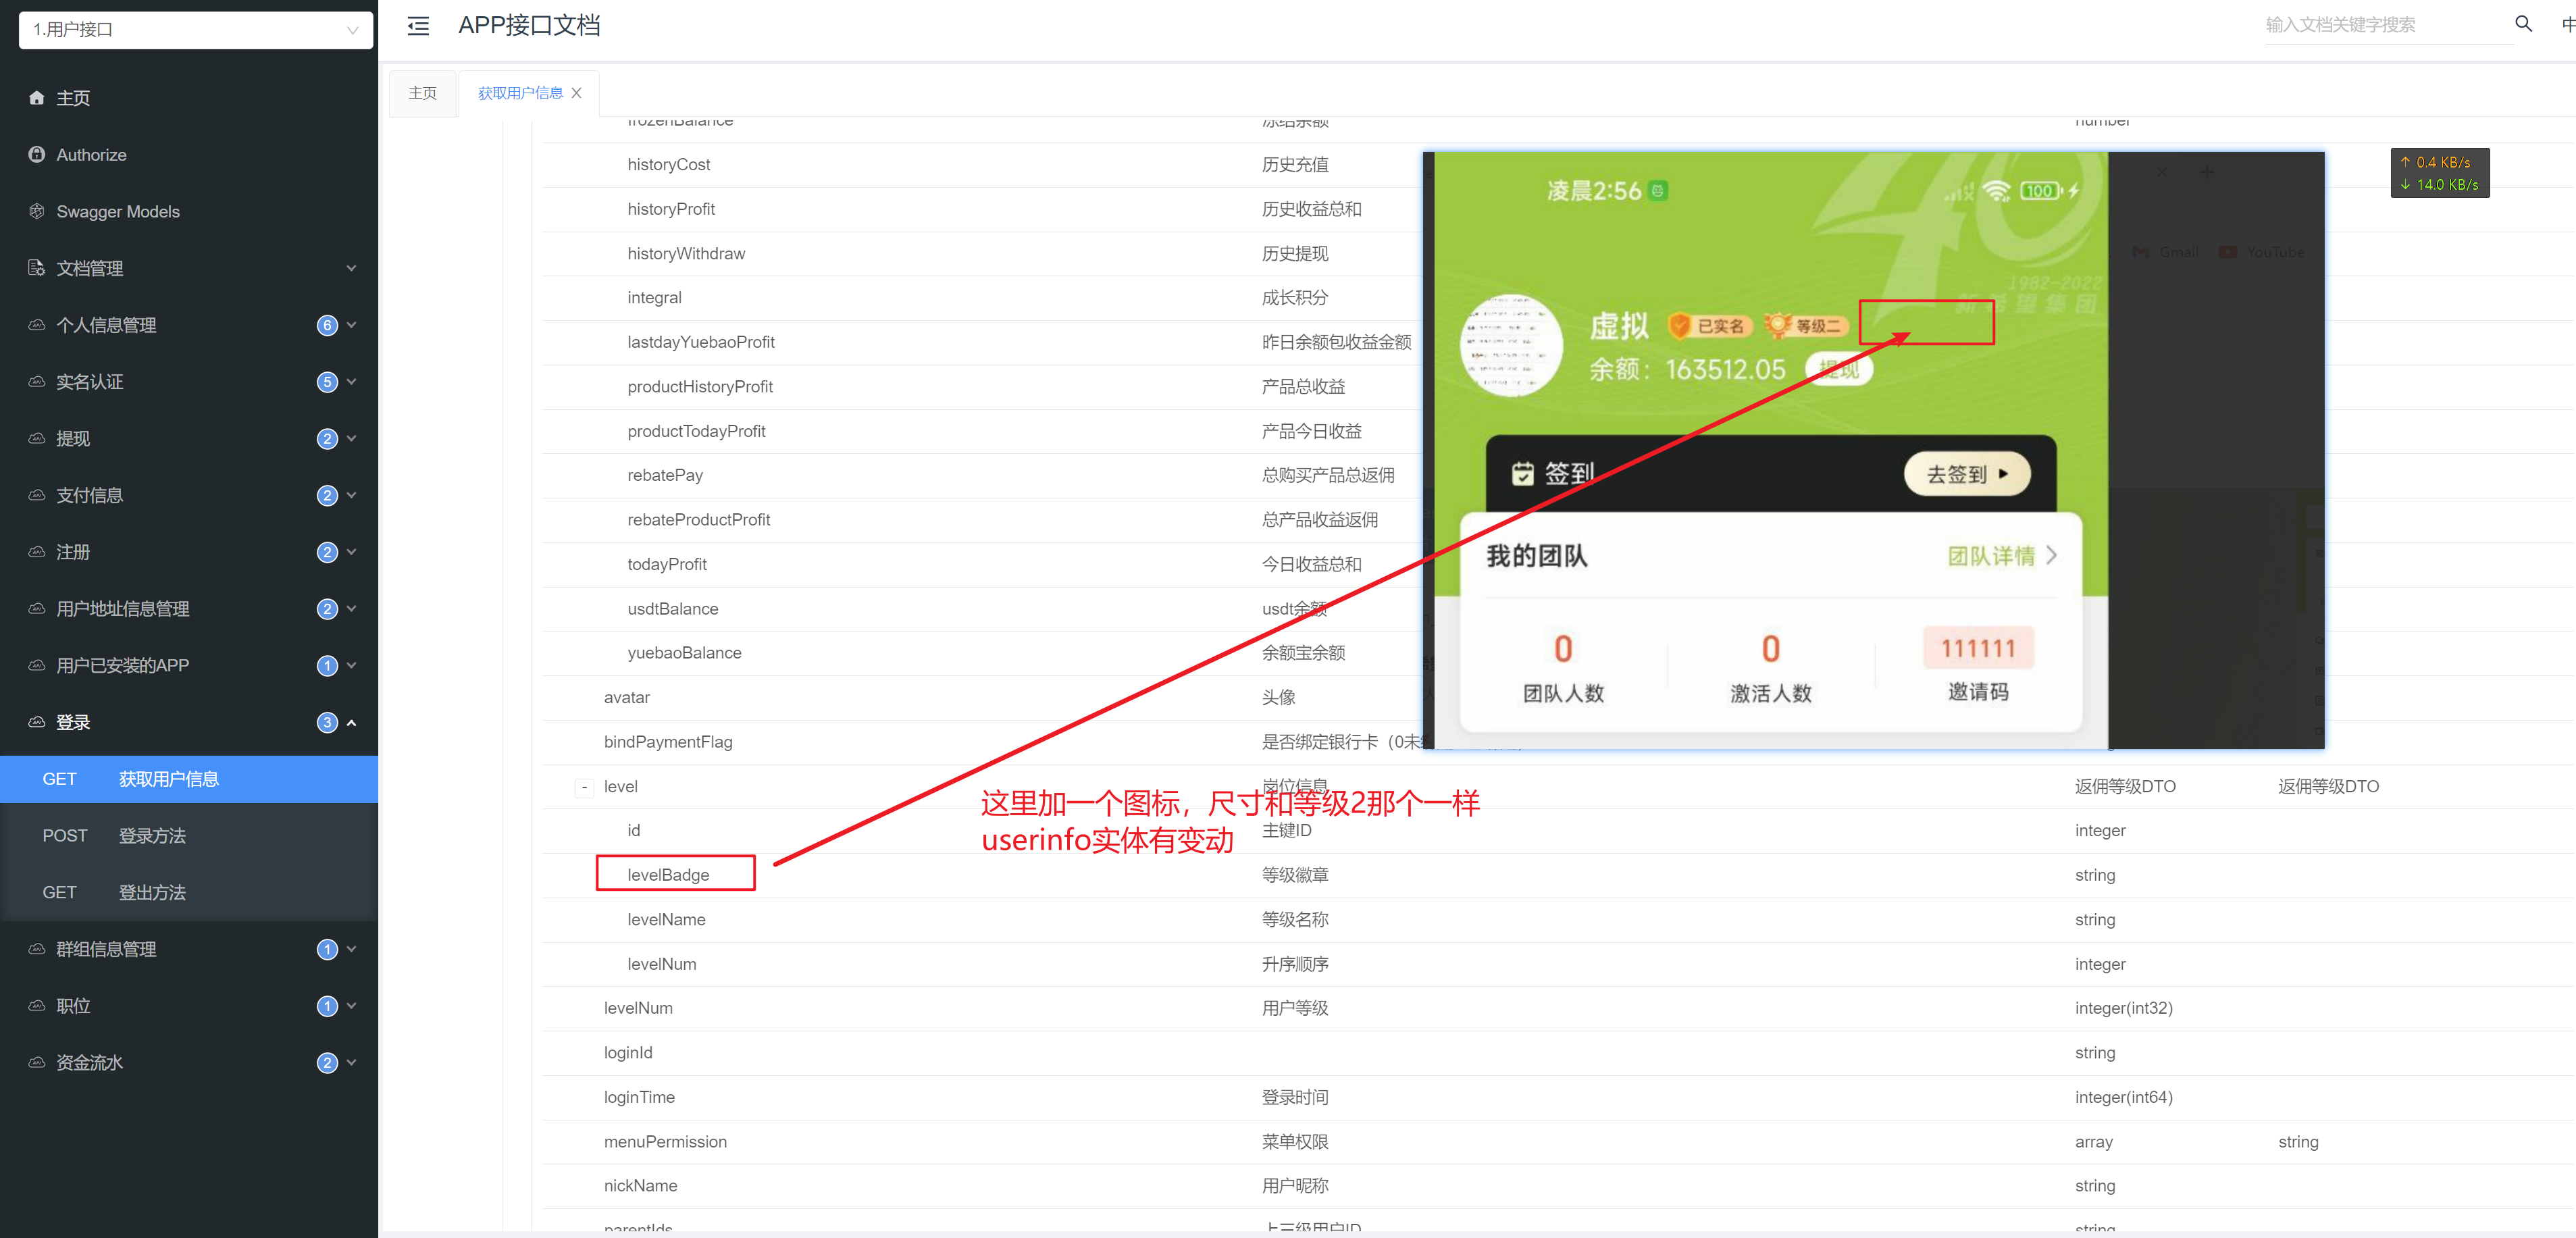 1.用户接口
APP接口文档
输入文档关键字搜索
中
主页
获取用户信息
主页
Authorize
Swagger Models
文档管理
个人信息管理 6
实名认证 5
提现 2
支付信息 2
注册 2
用户地址信息管理 2
用户已安装的APP 1
登录 3
GET 获取用户信息
POST 登录方法
GET 登出方法
群组信息管理 1
职位 1
资金流水 2
frozenBalance 冻结余额 number
historyCost 历史充值
historyProfit 历史收益总和
historyWithdraw 历史提现
integral 成长积分
lastdayYuebaoProfit 昨日余额包收益金额
productHistoryProfit 产品总收益
productTodayProfit 产品今日收益
rebatePay 总购买产品总返佣
rebateProductProfit 总产品收益返佣
todayProfit 今日收益总和
usdtBalance usdt余额
yuebaoBalance 余额宝余额
avatar 头像
bindPaymentFlag 是否绑定银行卡（0未
- level 岗位信息 返佣等级DTO 返佣等级DTO
id 主键ID integer
levelBadge 等级徽章 string
levelName 等级名称 string
levelNum 升序顺序 integer
levelNum 用户等级 integer(int32)
loginId string
loginTime 登录时间 integer(int64)
menuPermission 菜单权限 array string
nickName 用户昵称 string
parentIds 上三级用户ID string
这里加一个图标，尺寸和等级2那个一样
userinfo实体有变动
凌晨2:56
100
40
1982-2022
新希望集团
虚拟 已实名 等级二
余额：163512.05 提现
签到 去签到
我的团队 团队详情
0 0 111111
团队人数 激活人数 邀请码
Gmail YouTube
↑ 0.4 KB/s
↓ 14.0 KB/s